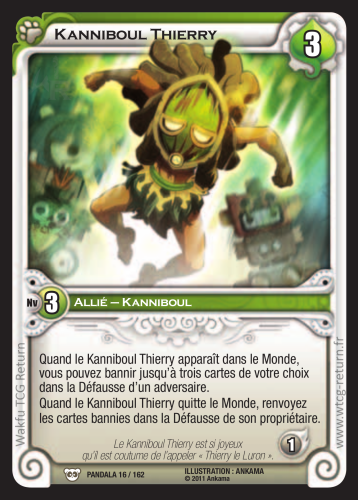 Kanniboul Thierry
3
Nv 3 Allié – Kanniboul
Quand le Kanniboul Thierry apparaît dans le Monde,
vous pouvez bannir jusqu'à trois cartes de votre choix
dans la Défausse d'un adversaire.
Quand le Kanniboul Thierry quitte le Monde, renvoyez
les cartes bannies dans la Défausse de son propriétaire.
Le Kanniboul Thierry est si joyeux
qu'il est coutume de l'appeler « Thierry le Luron ».
1
PANDALA 16 / 162
ILLUSTRATION : ANKAMA
© 2011 Ankama
Wakfu TCG Return
www.wtcg-return.fr